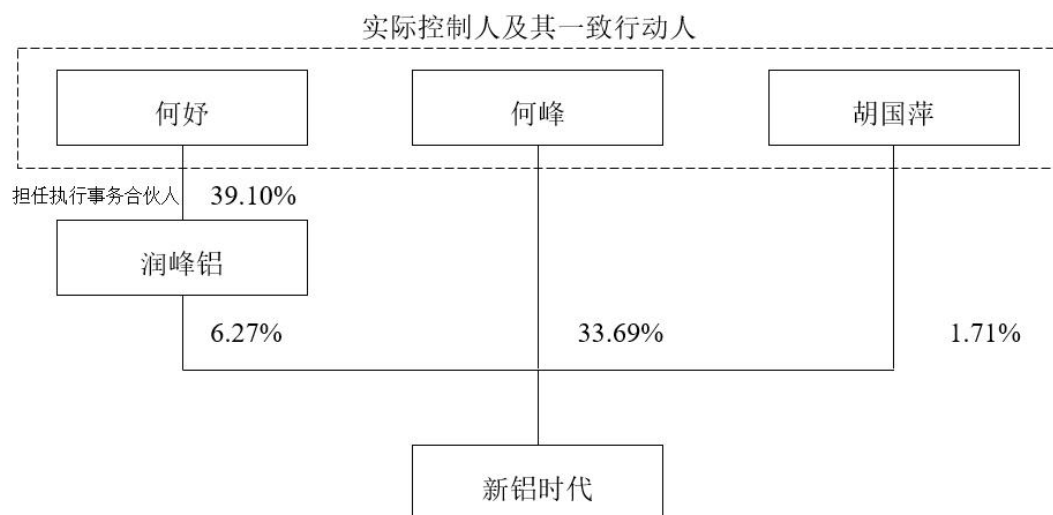 实际控制人及其一致行动人
何妤
何峰
胡国萍
担任执行事务合伙人
39.10%
润峰铝
6.27%
33.69%
1.71%
新铝时代